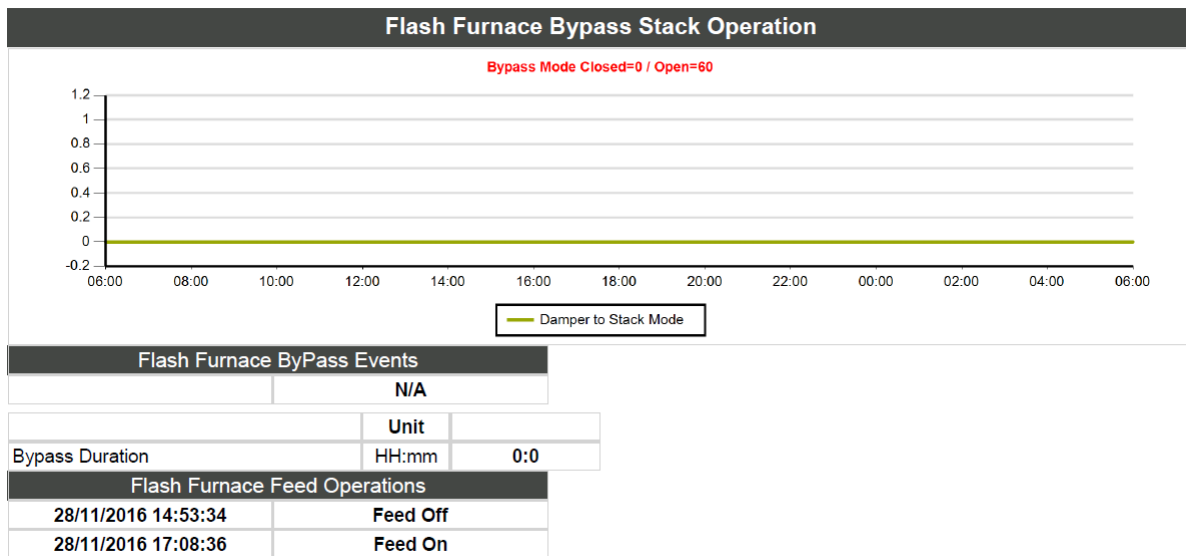 Flash Furnace Bypass Stack Operation
Bypass Mode Closed=0 / Open=60
1.2
1
0.8
0.6
0.4
0.2
0
-0.2
06:00 08:00 10:00 12:00 14:00 16:00 18:00 20:00 22:00 00:00 02:00 04:00 06:00
Damper to Stack Mode
Flash Furnace ByPass Events
N/A
Unit
Bypass Duration HH:mm 0:0
Flash Furnace Feed Operations
28/11/2016 14:53:34 Feed Off
28/11/2016 17:08:36 Feed On